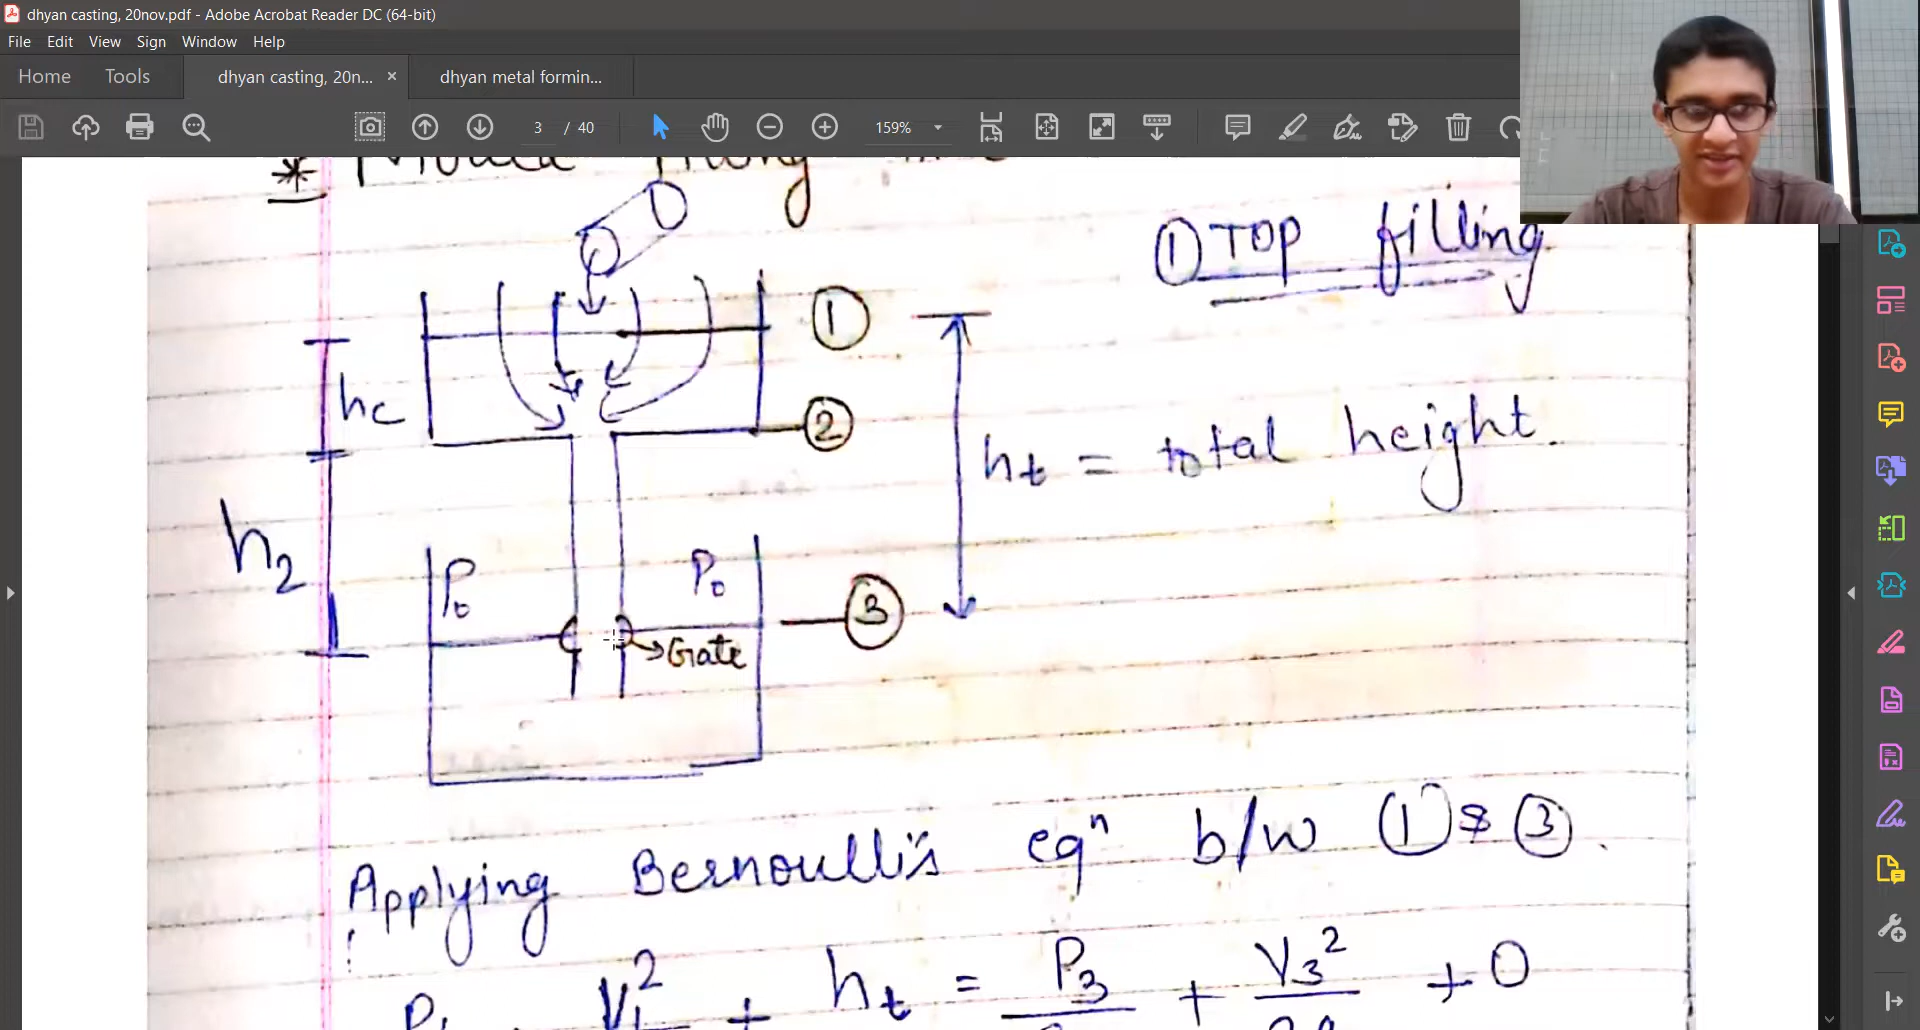 dhyan casting, 20nov.pdf - Adobe Acrobat Reader DC (64-bit)
File Edit View Sign Window Help
Home Tools dhyan casting, 20n... × dhyan metal formin...
3 / 40 159%
*
① TOP filling
①
hc
②
ht = total height.
h2
Po Po
③
→Gate
Applying Bernoulli's eqn b/w ① & ③.
V1² + ht = P3 + V3² + 0